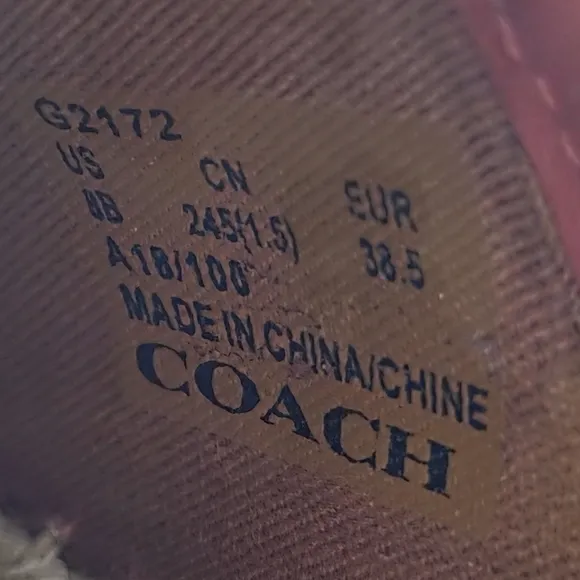 G2172
US CN EUR
8B 245(1.5) 38.5
A18/100
MADE IN CHINA/CHINE
COACH